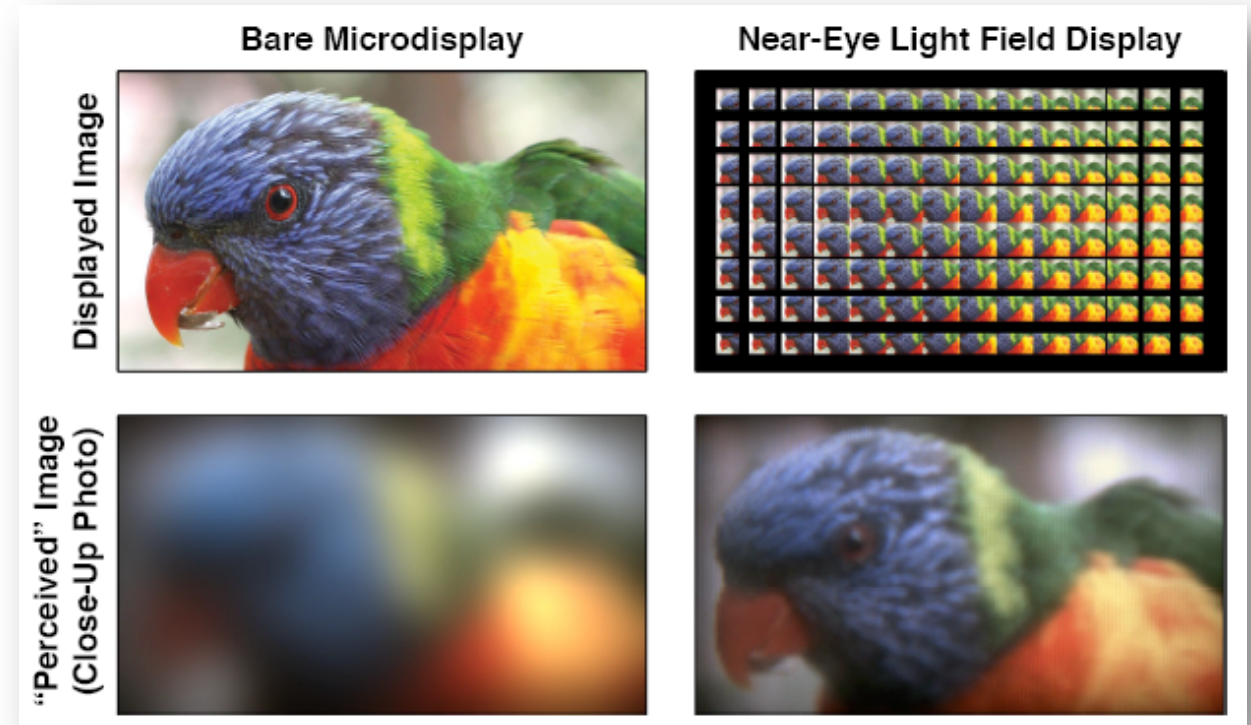 Bare Microdisplay
Near-Eye Light Field Display
Displayed Image
“Perceived” Image
(Close-Up Photo)